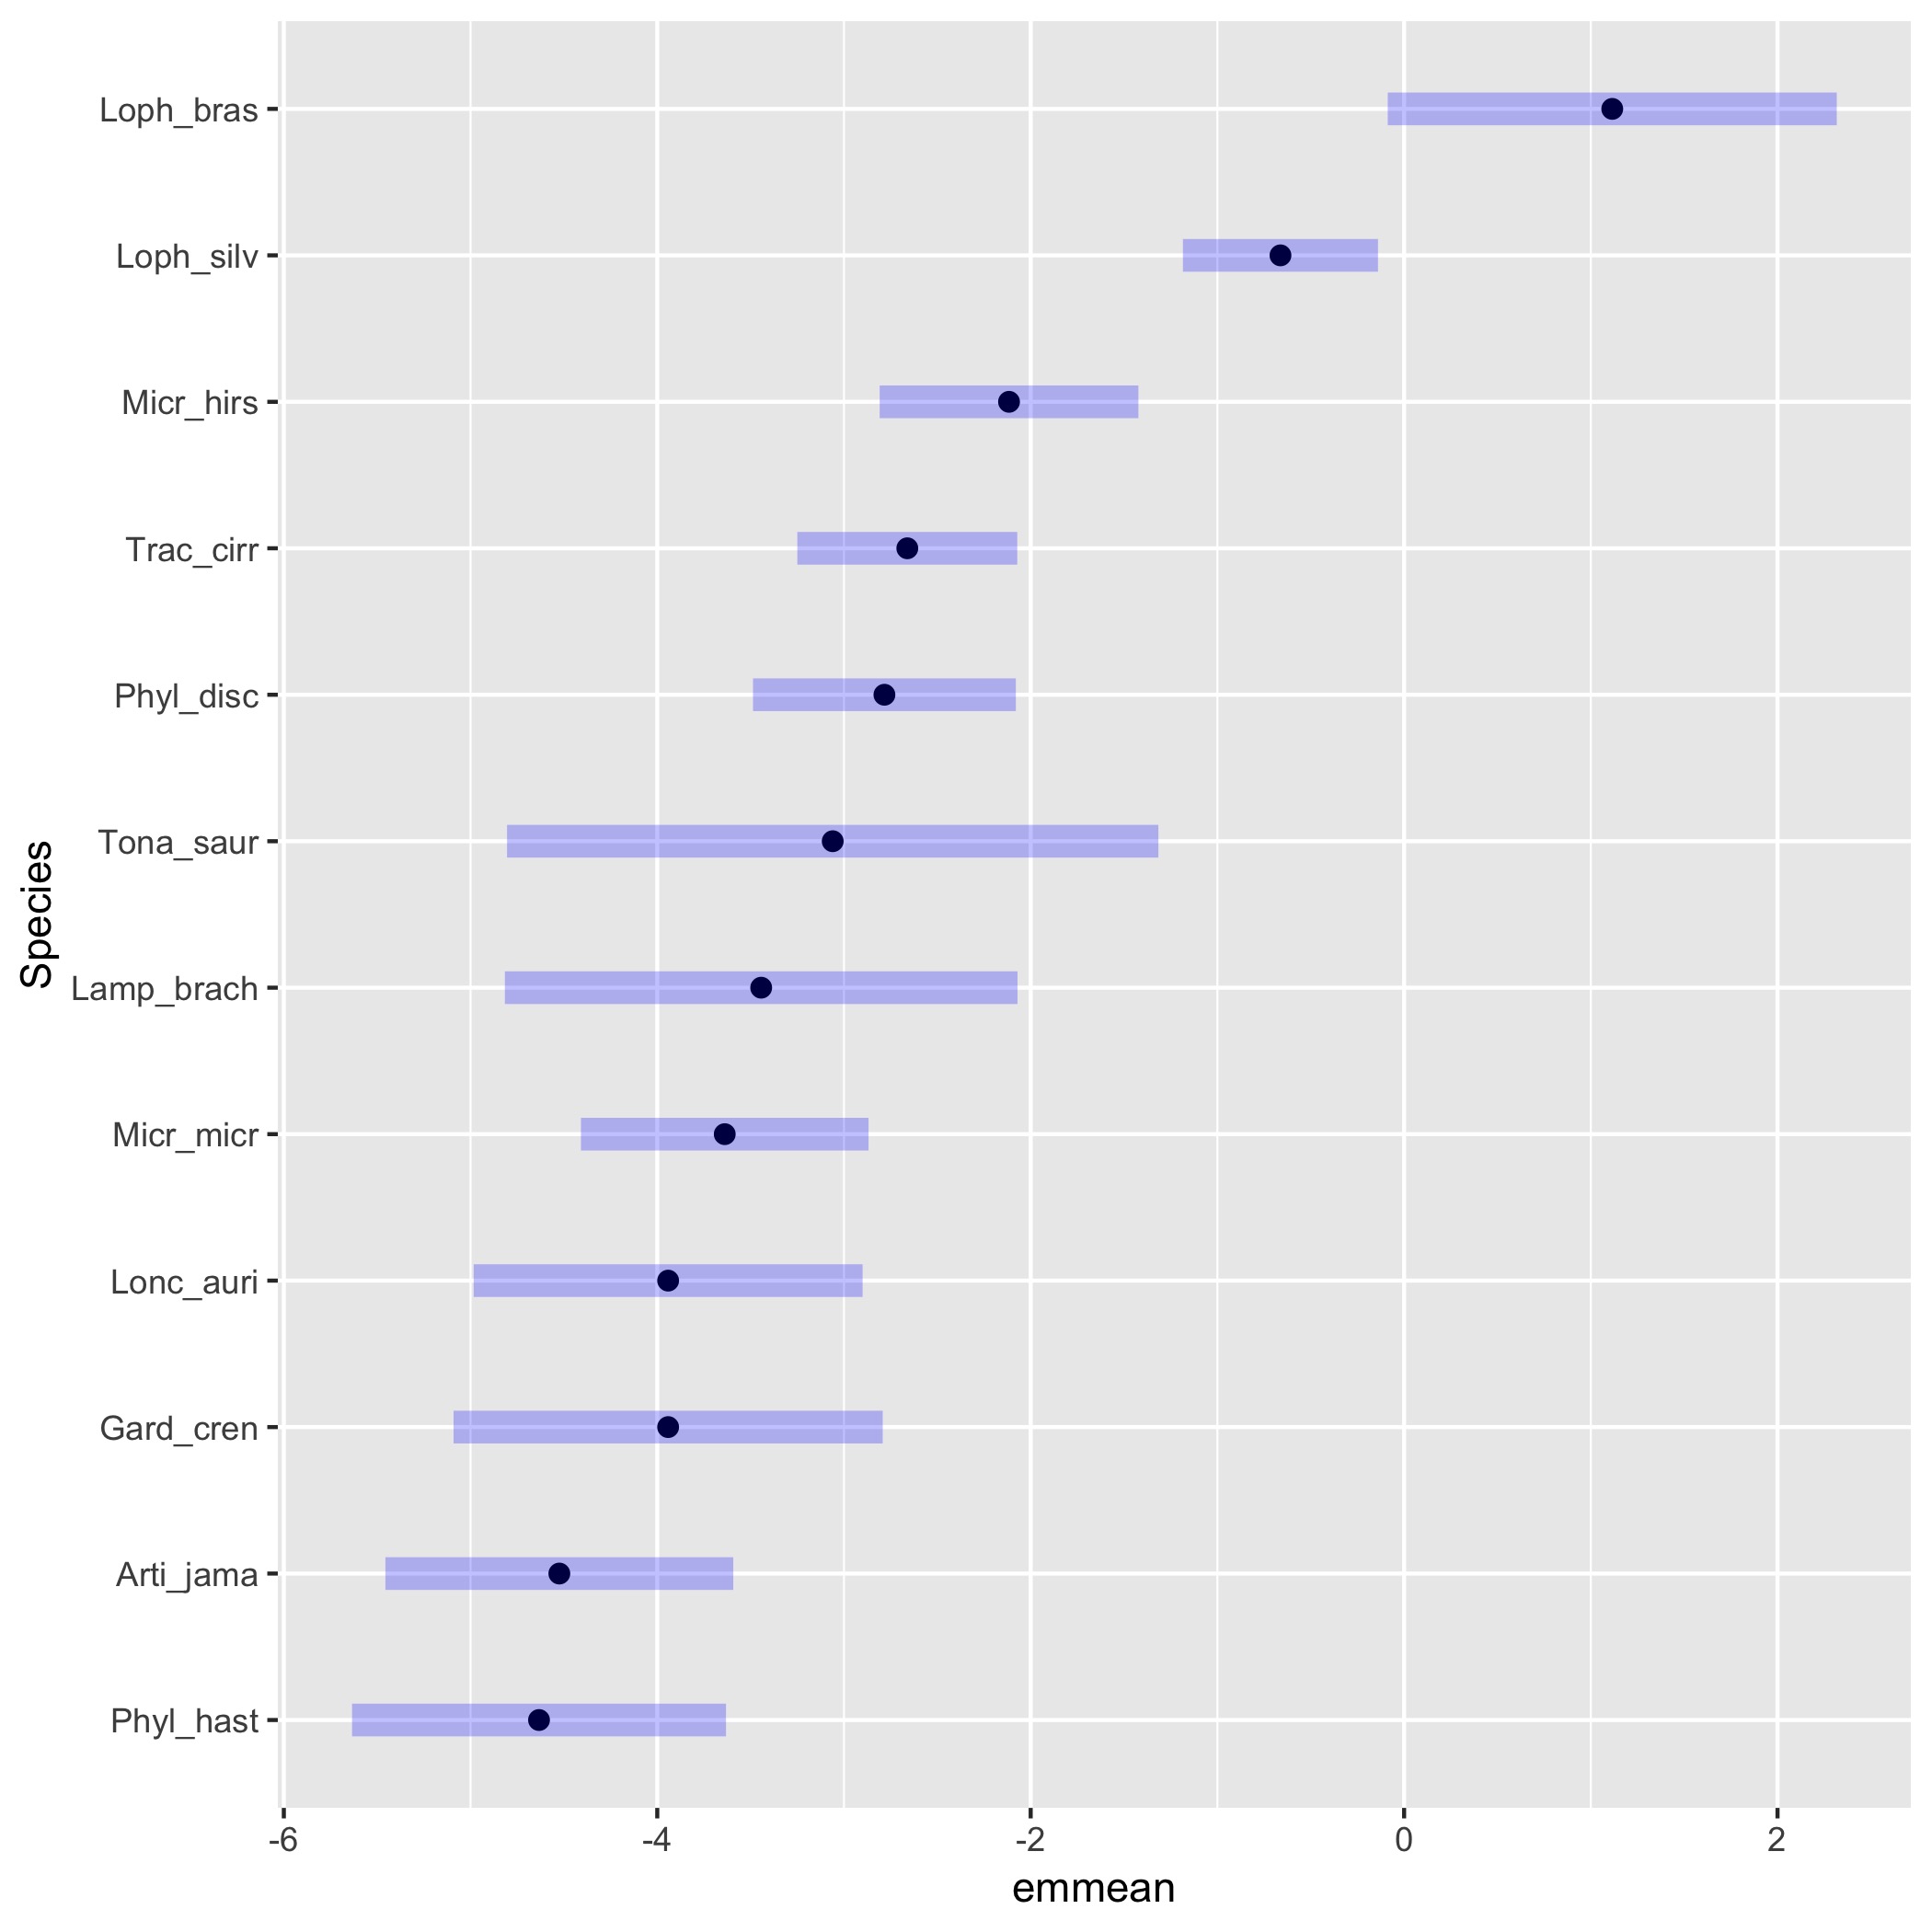 Loph_bras
Loph_silv
Micr_hirs
Trac_cirr
Phyl_disc
Tona_saur
Lamp_brach
Micr_micr
Lonc_auri
Gard_cren
Arti_jama
Phyl_hast
Species
-6 -4 -2 0 2
emmean